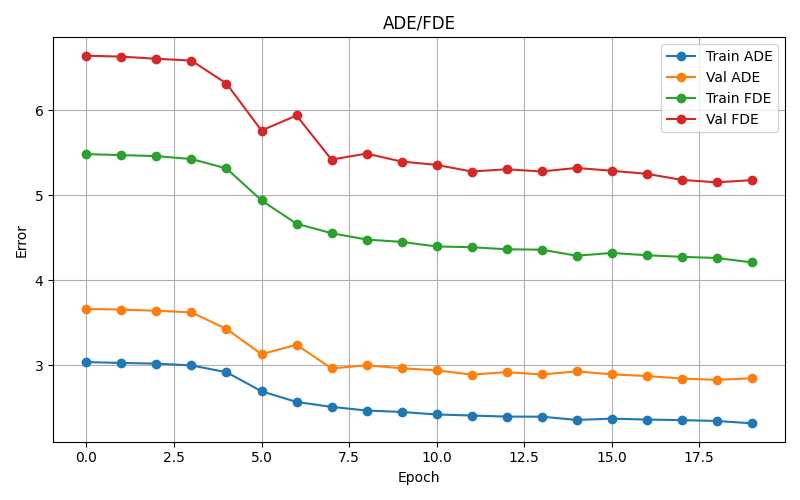 ADE/FDE
Train ADE
Val ADE
Train FDE
Val FDE
6
5
4
3
Error
0.0 2.5 5.0 7.5 10.0 12.5 15.0 17.5
Epoch